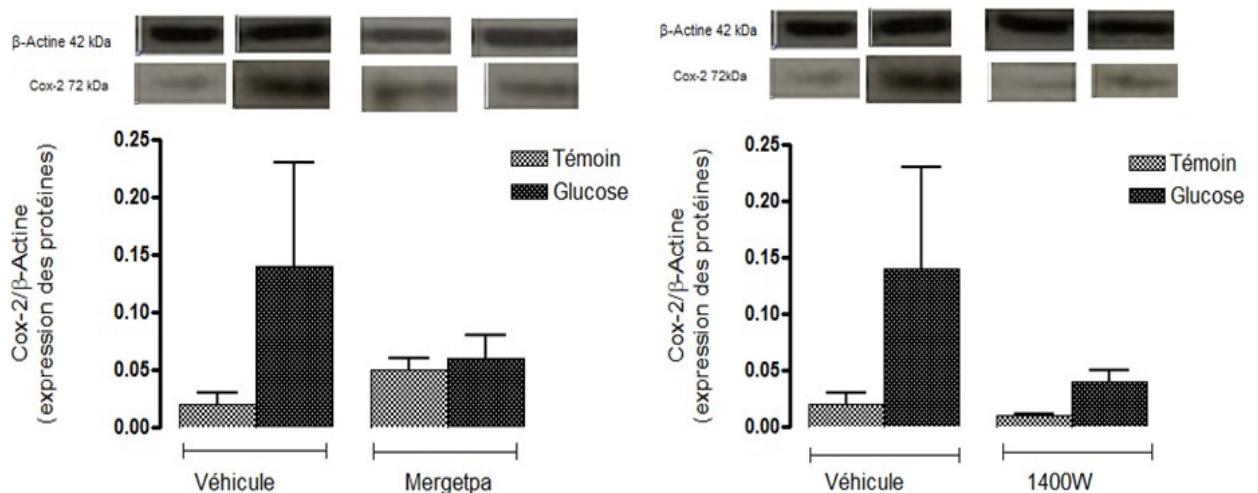 β-Actine 42 kDa
Cox-2 72 kDa
0.25
0.20
0.15
0.10
0.05
0.00
Cox-2/β-Actine
(expression des protéines)
Témoin
Glucose
Véhicule
Mergetpa
β-Actine 42 kDa
Cox-2 72kDa
0.25
0.20
0.15
0.10
0.05
0.00
Cox-2/β-Actine
(expression des protéines)
Témoin
Glucose
Véhicule
1400W